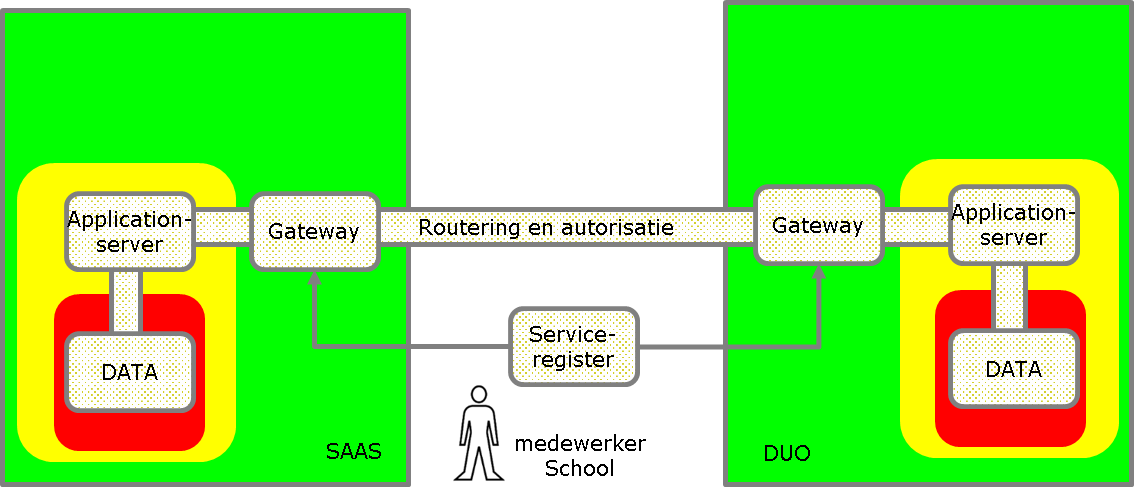 Application-
server
Gateway
Routering en autorisatie
Gateway
Application-
server
DATA
Service-
register
DATA
SAAS
medewerker
School
DUO